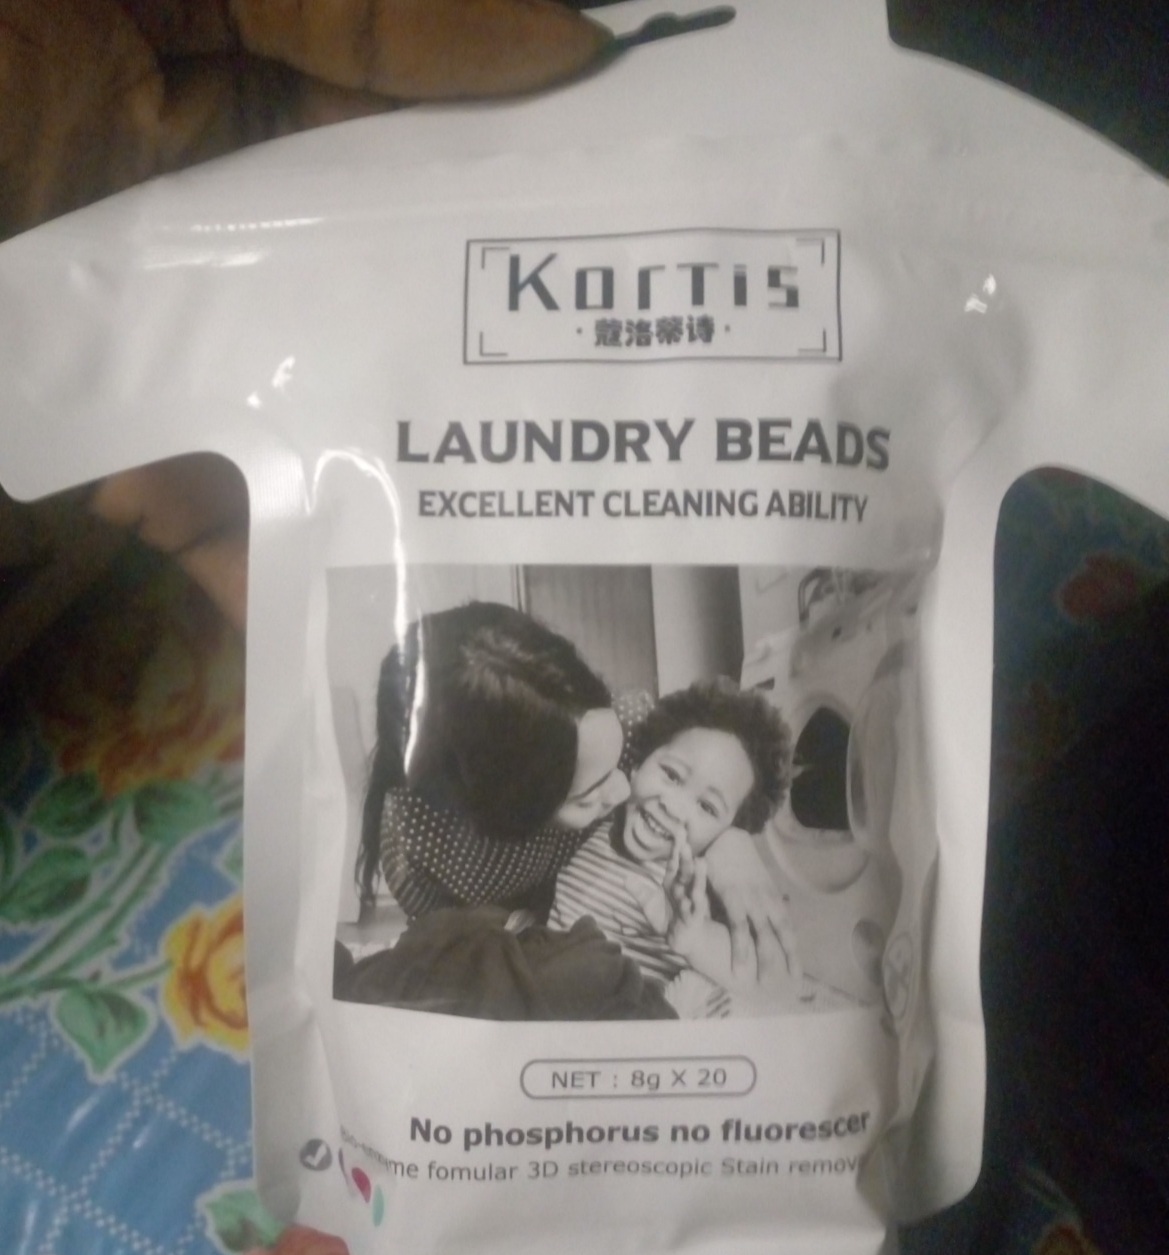 Kortis
·蔻洛蒂诗·
LAUNDRY BEADS
EXCELLENT CLEANING ABILITY
NET : 8g X 20
No phosphorus no fluorescer
fomular 3D stereoscopic Stain remov